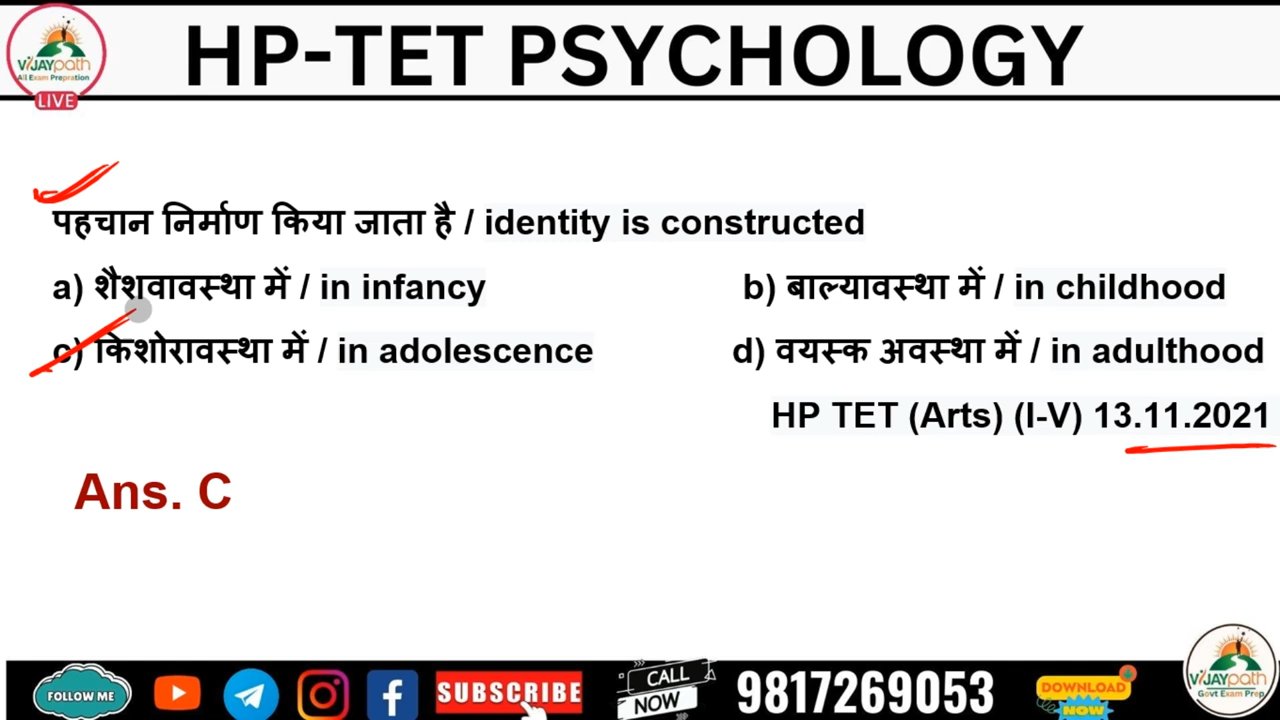 VIJAYpath
All Exam Prepration
LIVE
HP-TET PSYCHOLOGY
पहचान निर्माण किया जाता है / identity is constructed
a) शैशवावस्था में / in infancy
b) बाल्यावस्था में / in childhood
c) किशोरावस्था में / in adolescence
d) वयस्क अवस्था में / in adulthood
HP TET (Arts) (I-V) 13.11.2021
Ans. C
FOLLOW ME
SUBSCRIBE
CALL
NOW
9817269053
DOWNLOAD
NOW
VIJAYpath
Govt Exam Prep